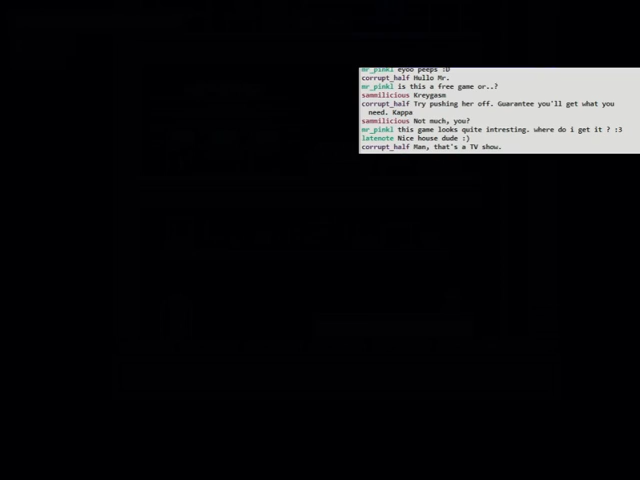 mr_pinkl eyoo peeps :D
corrupt_half Hullo Mr.
mr_pinkl is this a free game or..?
sammilicious Kreygasm
corrupt_half Try pushing her off. Guarantee you'll get what you
need. Kappa
sammilicious Not much, you?
mr_pinkl this game looks quite intresting. where do i get it ? :3
latenote Nice house dude :)
corrupt_half Man, that's a TV show.